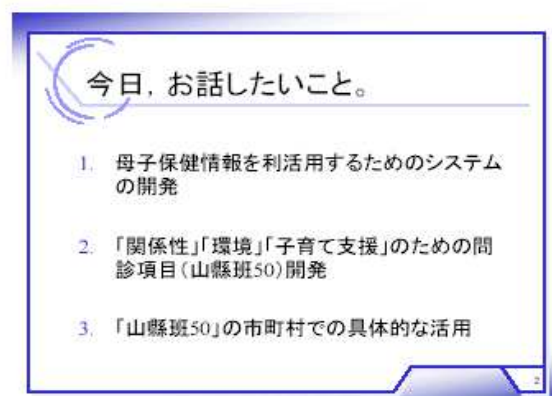 今日，お話したいこと。
1. 母子保健情報を利活用するためのシステム
の開発
2. 「関係性」「環境」「子育て支援」のための問
診項目（山縣班50）開発
3. 「山縣班50」の市町村での具体的な活用
2